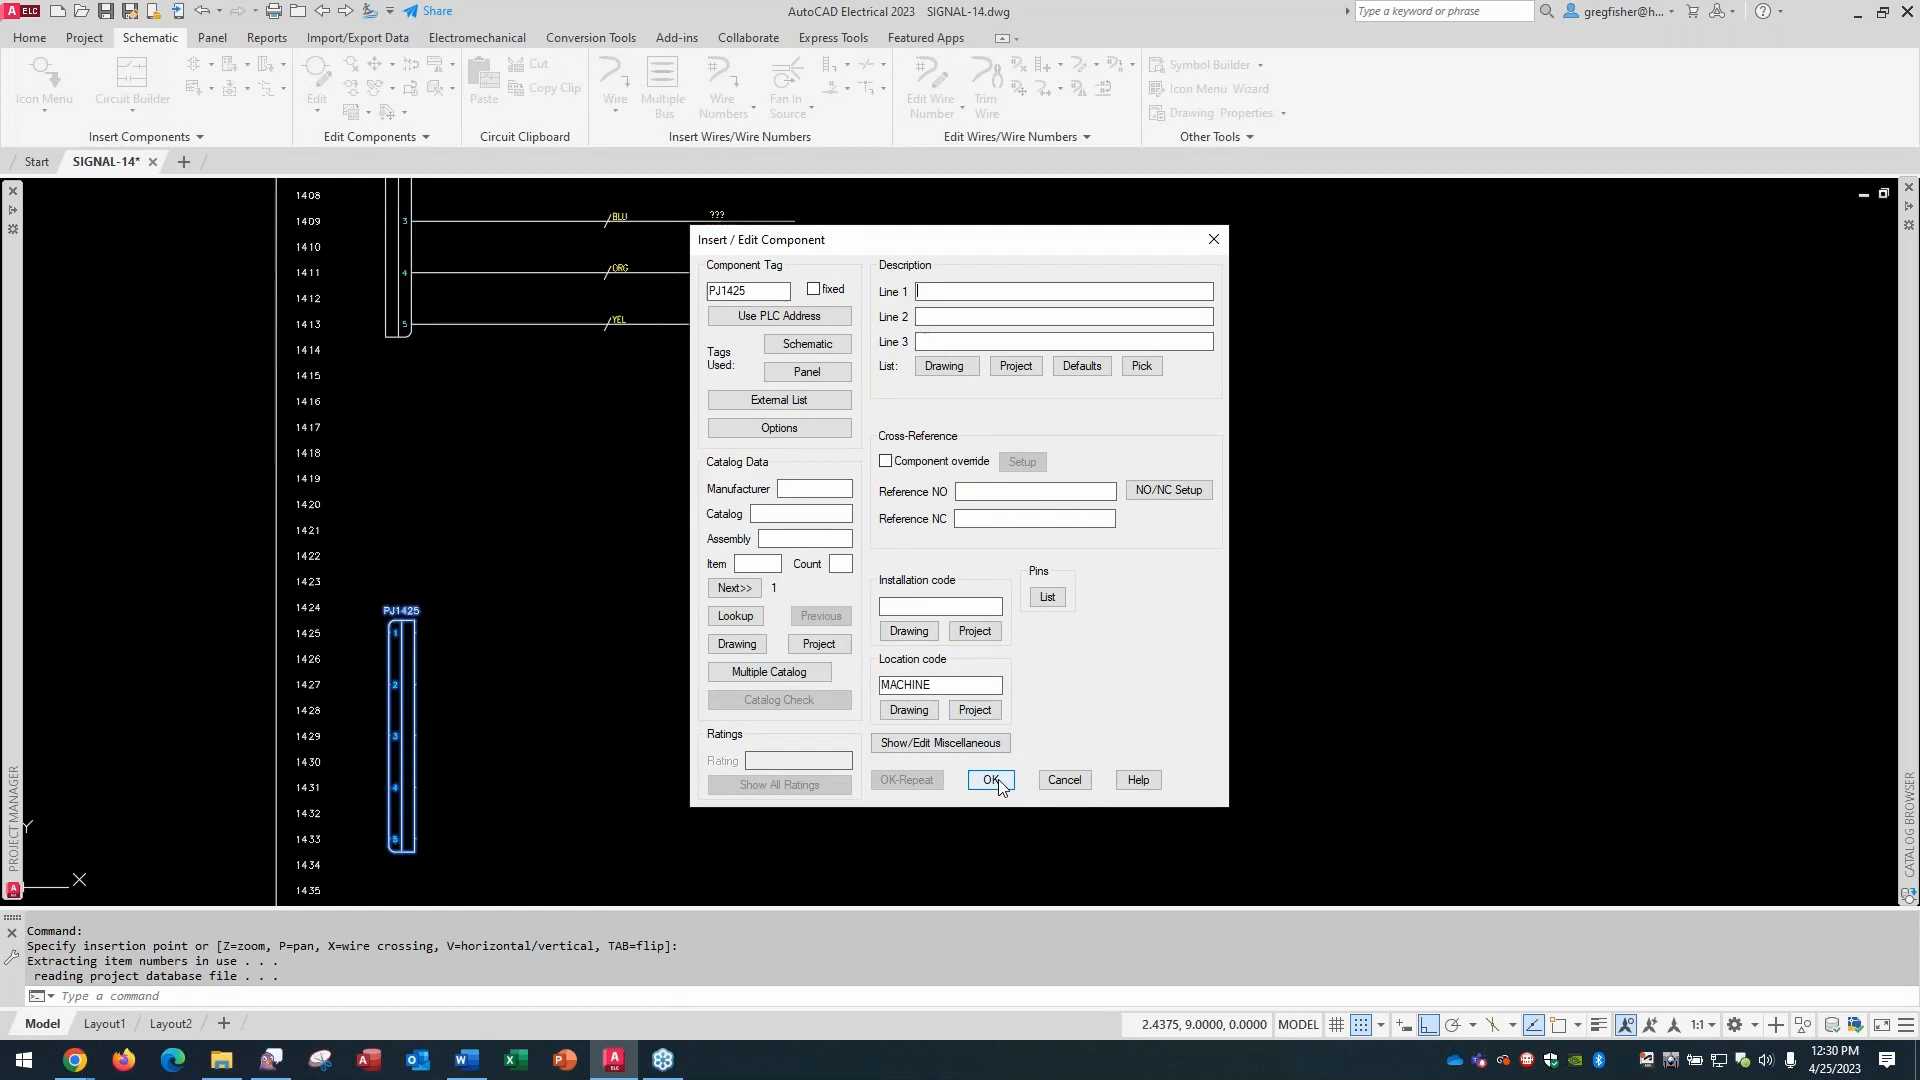 A ELC
Share
AutoCAD Electrical 2023 SIGNAL-14.dwg
Type a keyword or phrase
gregfisher@h...
Home
Project
Schematic
Panel
Reports
Import/Export Data
Electromechanical
Conversion Tools
Add-ins
Collaborate
Express Tools
Featured Apps
Icon Menu
Circuit Builder
Edit
Paste
Cut
Copy Clip
Wire
Multiple Bus
Wire Numbers
Fan In Source
Edit Wire Number
Trim Wire
Symbol Builder
Icon Menu Wizard
Drawing Properties
Insert Components
Edit Components
Circuit Clipboard
Insert Wires/Wire Numbers
Edit Wires/Wire Numbers
Other Tools
Start
SIGNAL-14*
1408
1409
1410
1411
1412
1413
1414
1415
1416
1417
1418
1419
1420
1421
1422
1423
1424
1425
1426
1427
1428
1429
1430
1431
1432
1433
1434
1435
3
4
5
BLU
???
ORG
YEL
PJ1425
1
2
3
4
5
Y
X
PROJECT MANAGER
CATALOG BROWSER
Insert / Edit Component
Component Tag
PJ1425
fixed
Use PLC Address
Tags Used:
Schematic
Panel
External List
Options
Catalog Data
Manufacturer
Catalog
Assembly
Item
Count
Next>>
1
Lookup
Previous
Drawing
Project
Multiple Catalog
Catalog Check
Ratings
Rating
Show All Ratings
Description
Line 1
Line 2
Line 3
List:
Drawing
Project
Defaults
Pick
Cross-Reference
Component override
Setup
Reference NO
NO/NC Setup
Reference NC
Installation code
Drawing
Project
Pins
List
Location code
MACHINE
Drawing
Project
Show/Edit Miscellaneous
OK-Repeat
OK
Cancel
Help
Command:
Specify insertion point or [Z=zoom, P=pan, X=wire crossing, V=horizontal/vertical, TAB=flip]:
Extracting item numbers in use . . .
reading project database file . . .
Type a command
Model
Layout1
Layout2
2.4375, 9.0000, 0.0000
MODEL
1:1
12:30 PM
4/25/2023